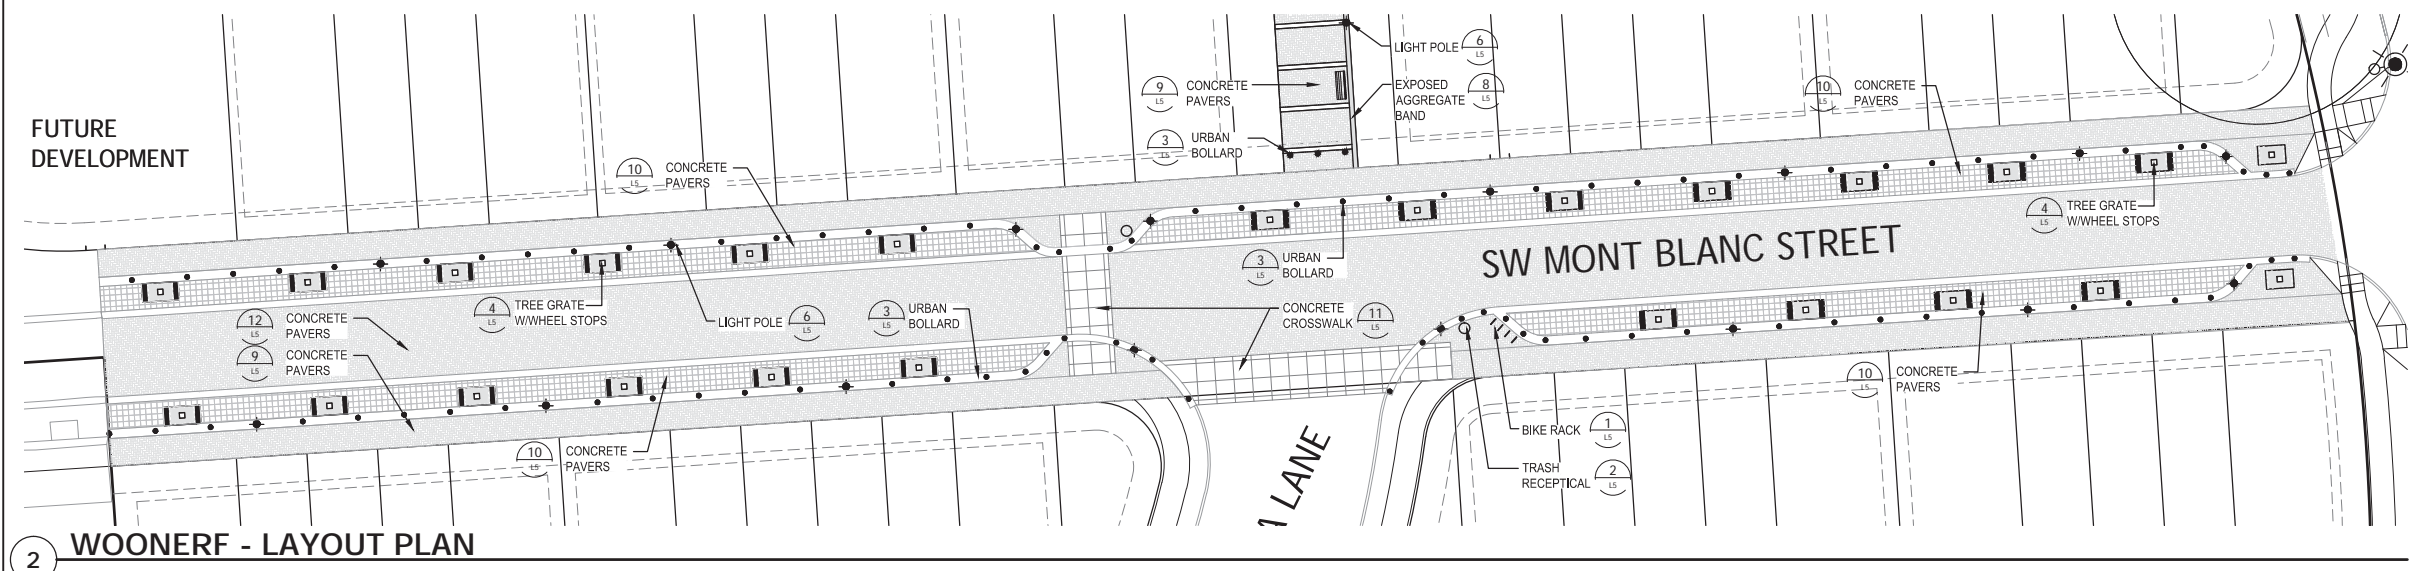 FUTURE
DEVELOPMENT
10
L5
CONCRETE
PAVERS
9
L5
CONCRETE
PAVERS
3
L5
URBAN
BOLLARD
LIGHT POLE
6
L5
EXPOSED
AGGREGATE
BAND
8
L5
10
L5
CONCRETE
PAVERS
4
L5
TREE GRATE
W/WHEEL STOPS
SW MONT BLANC STREET
3
L5
URBAN
BOLLARD
12
L5
CONCRETE
PAVERS
9
L5
CONCRETE
PAVERS
4
L5
TREE GRATE
W/WHEEL STOPS
LIGHT POLE
6
L5
3
L5
URBAN
BOLLARD
CONCRETE
CROSSWALK
11
L5
10
L5
CONCRETE
PAVERS
10
L5
CONCRETE
PAVERS
BIKE RACK
1
L5
TRASH
RECEPTICAL
2
L5
LANE
2
WOONERF - LAYOUT PLAN